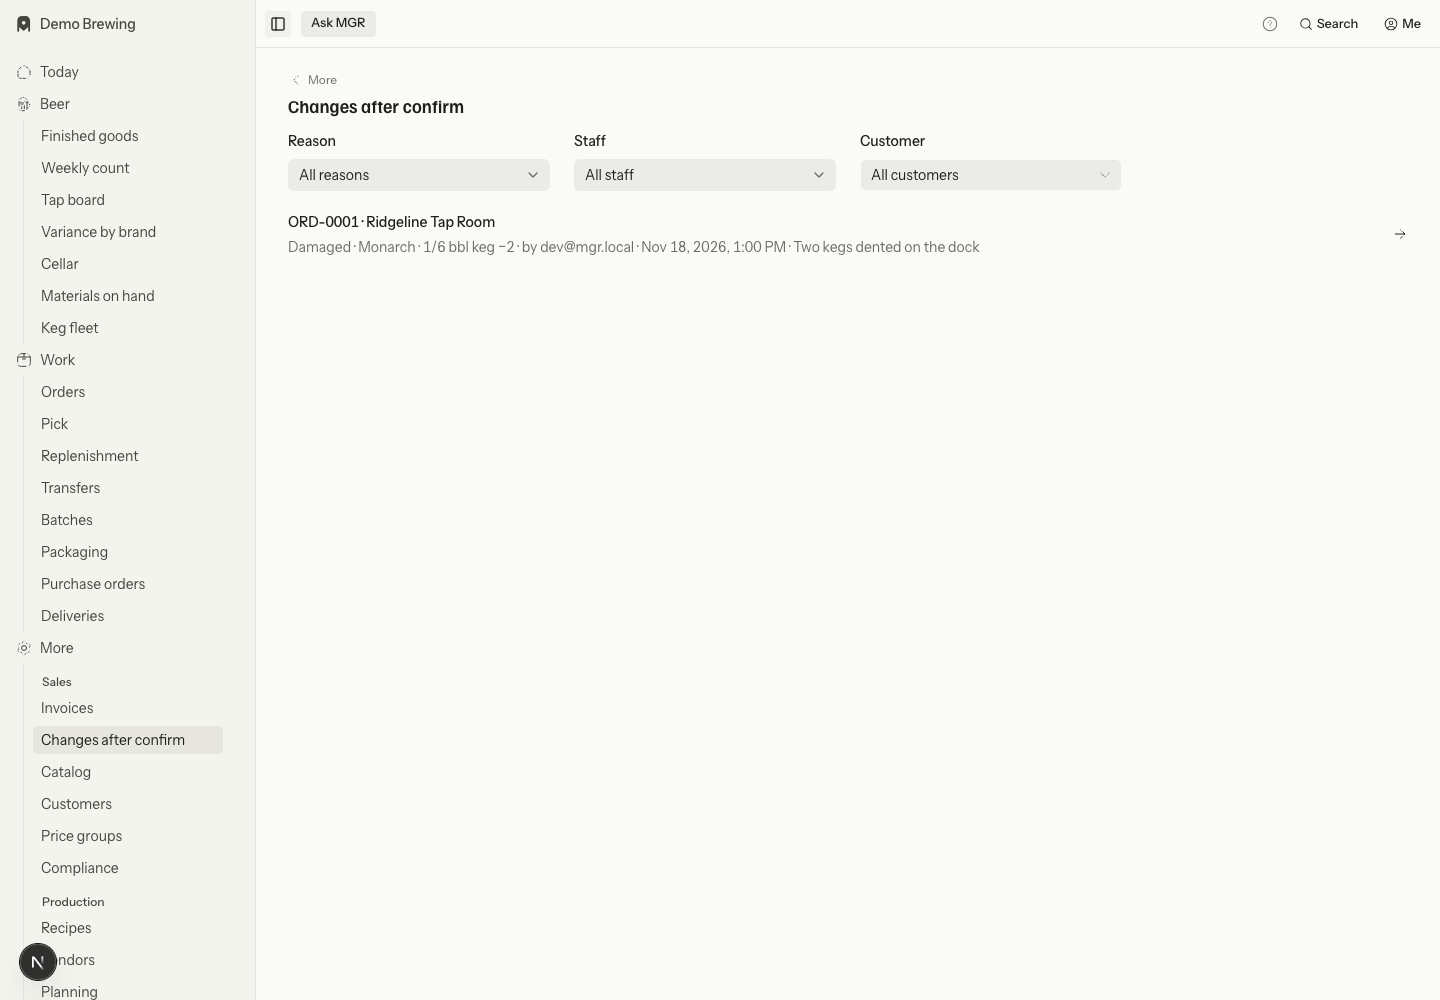 Demo Brewing
Ask MGR
Search
Me
Today
Beer
Finished goods
Weekly count
Tap board
Variance by brand
Cellar
Materials on hand
Keg fleet
Work
Orders
Pick
Replenishment
Transfers
Batches
Packaging
Purchase orders
Deliveries
More
Sales
Invoices
Changes after confirm
Catalog
Customers
Price groups
Compliance
Production
Recipes
N
ndors
Planning
More
Changes after confirm
Reason
Staff
Customer
All reasons
All staff
All customers
ORD-0001 · Ridgeline Tap Room
Damaged · Monarch · 1/6 bbl keg −2 · by dev@mgr.local · Nov 18, 2026, 1:00 PM · Two kegs dented on the dock